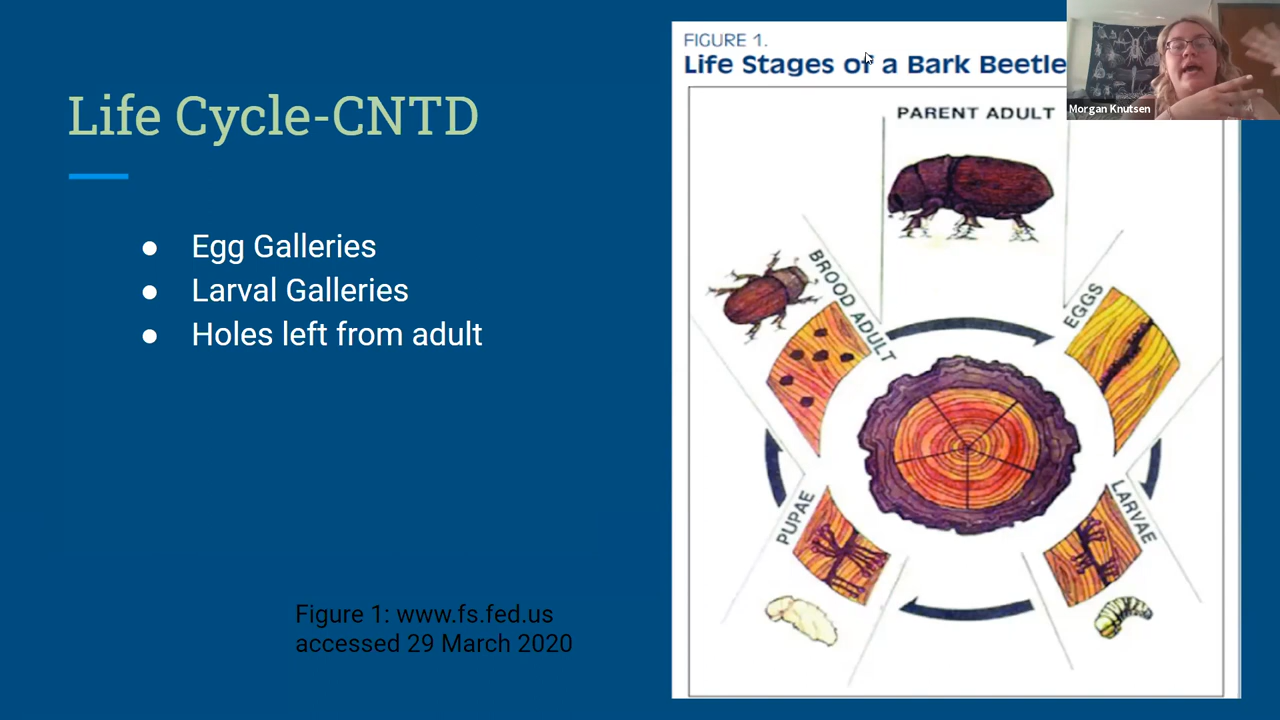 Life Cycle-CNTD
● Egg Galleries
● Larval Galleries
● Holes left from adult
Figure 1: www.fs.fed.us
accessed 29 March 2020
FIGURE 1.
Life Stages of a Bark Beetle
PARENT ADULT
BROOD ADULT
EGGS
PUPAE
LARVAE
Morgan Knutsen